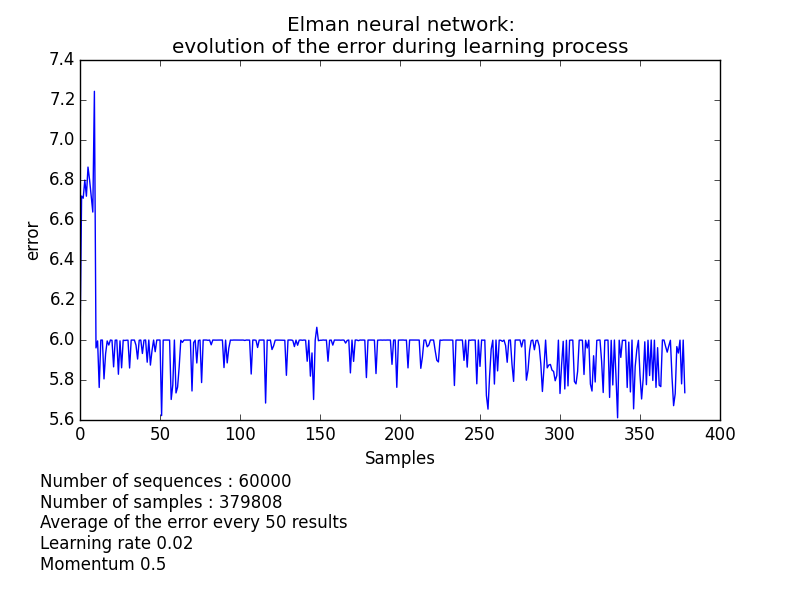 Elman neural network:
evolution of the error during learning process
7.4
7.2
7.0
6.8
6.6
6.4
6.2
6.0
5.8
5.6
error
0 50 100 150 200 250 300 350 400
Samples
Number of sequences : 60000
Number of samples : 379808
Average of the error every 50 results
Learning rate 0.02
Momentum 0.5